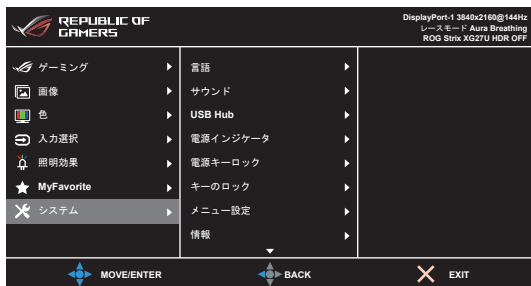 REPUBLIC OF
GAMERS
DisplayPort-1 3840x2160@144Hz
レースモード Aura Breathing
ROG Strix XG27U HDR OFF
ゲーミング
画像
色
入力選択
照明効果
MyFavorite
システム
言語
サウンド
USB Hub
電源インジケータ
電源キーロック
キーのロック
メニュー設定
情報
MOVE/ENTER
BACK
EXIT